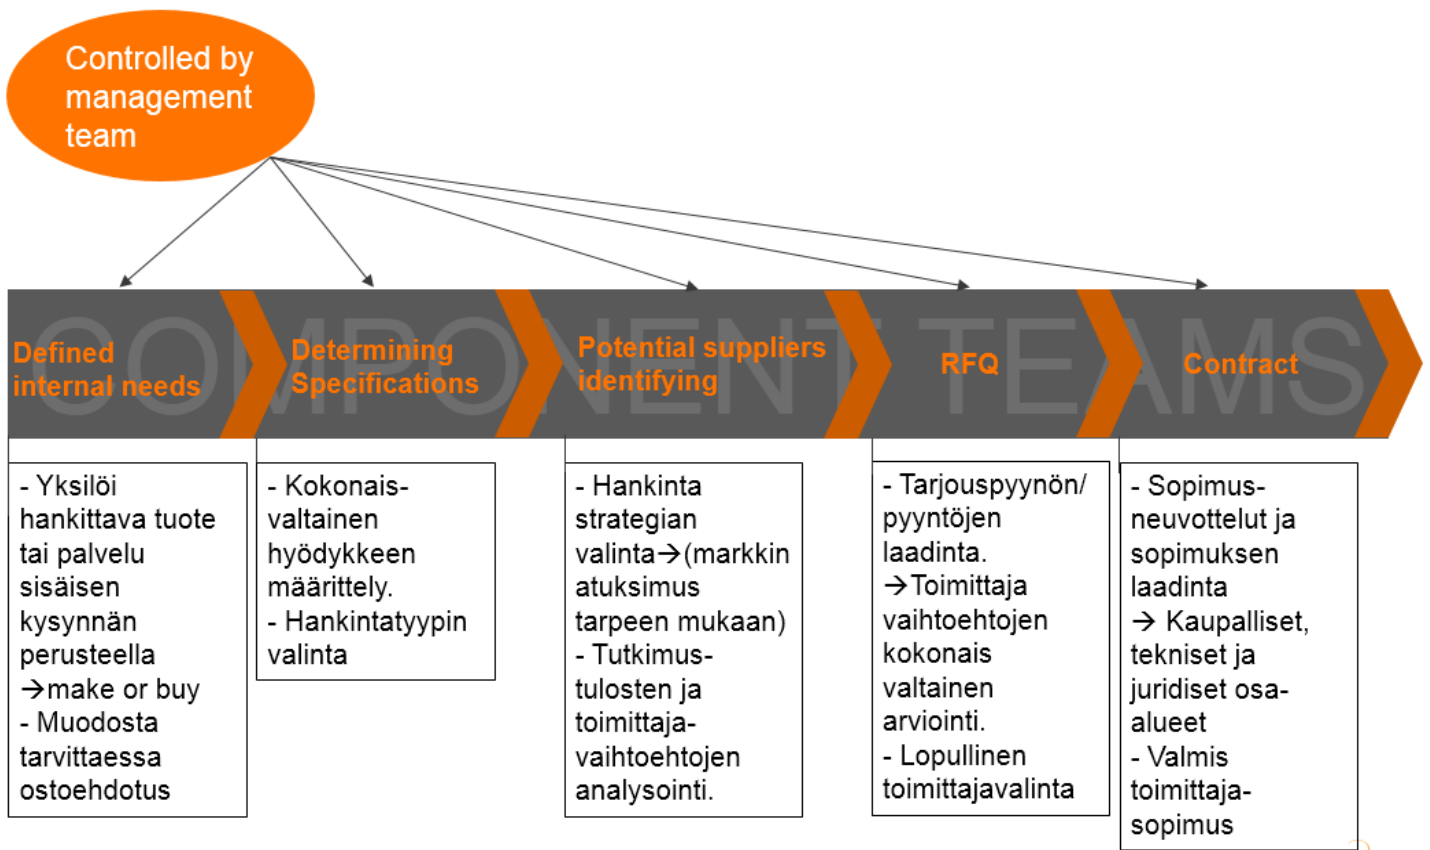 Controlled by
management
team
COMPONENT TEAMS
Defined
internal needs
Determining
Specifications
Potential suppliers
identifying
RFQ
Contract
- Yksilöi
hankittava tuote
tai palvelu
sisäisen
kysynnän
perusteella
→make or buy
- Muodosta
tarvittaessa
ostoehdotus
- Kokonais-
valtainen
hyödykkeen
määrittely.
- Hankintatyypin
valinta
- Hankinta
strategian
valinta→(markkin
atuksimus
tarpeen mukaan)
- Tutkimus-
tulosten ja
toimittaja-
vaihtoehtojen
analysointi.
- Tarjouspyynön/
pyyntöjen
laadinta.
→Toimittaja
vaihtoehtojen
kokonais
valtainen
arviointi.
- Lopullinen
toimittajavalinta
- Sopimus-
neuvottelut ja
sopimuksen
laadinta
→ Kaupalliset,
tekniset ja
juridiset osa-
alueet
- Valmis
toimittaja-
sopimus